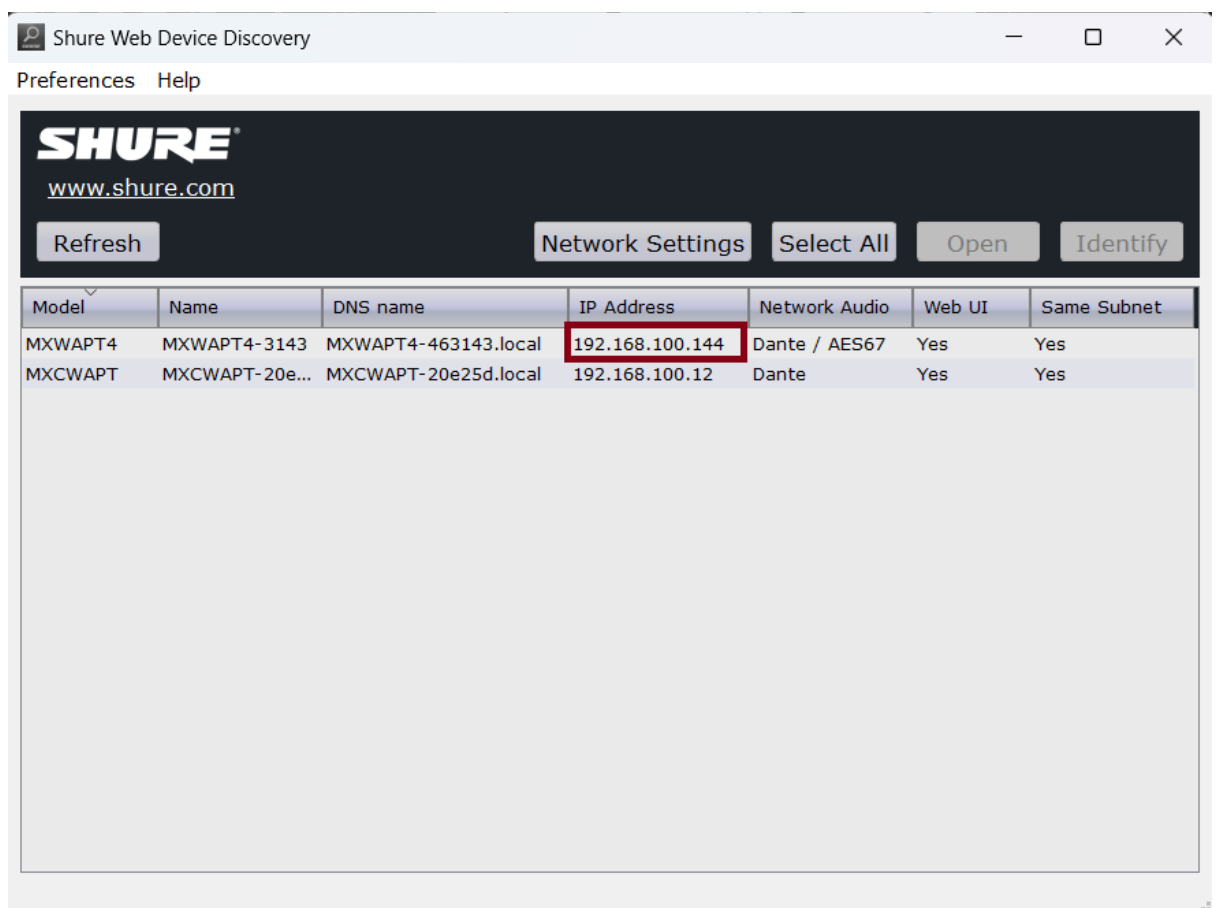 Shure Web Device Discovery
Preferences Help
SHURE®
www.shure.com
Refresh Network Settings Select All Open Identify
Model Name DNS name IP Address Network Audio Web UI Same Subnet
MXWAPT4 MXWAPT4-3143 MXWAPT4-463143.local 192.168.100.144 Dante / AES67 Yes Yes
MXCWAPT MXCWAPT-20e... MXCWAPT-20e25d.local 192.168.100.12 Dante Yes Yes